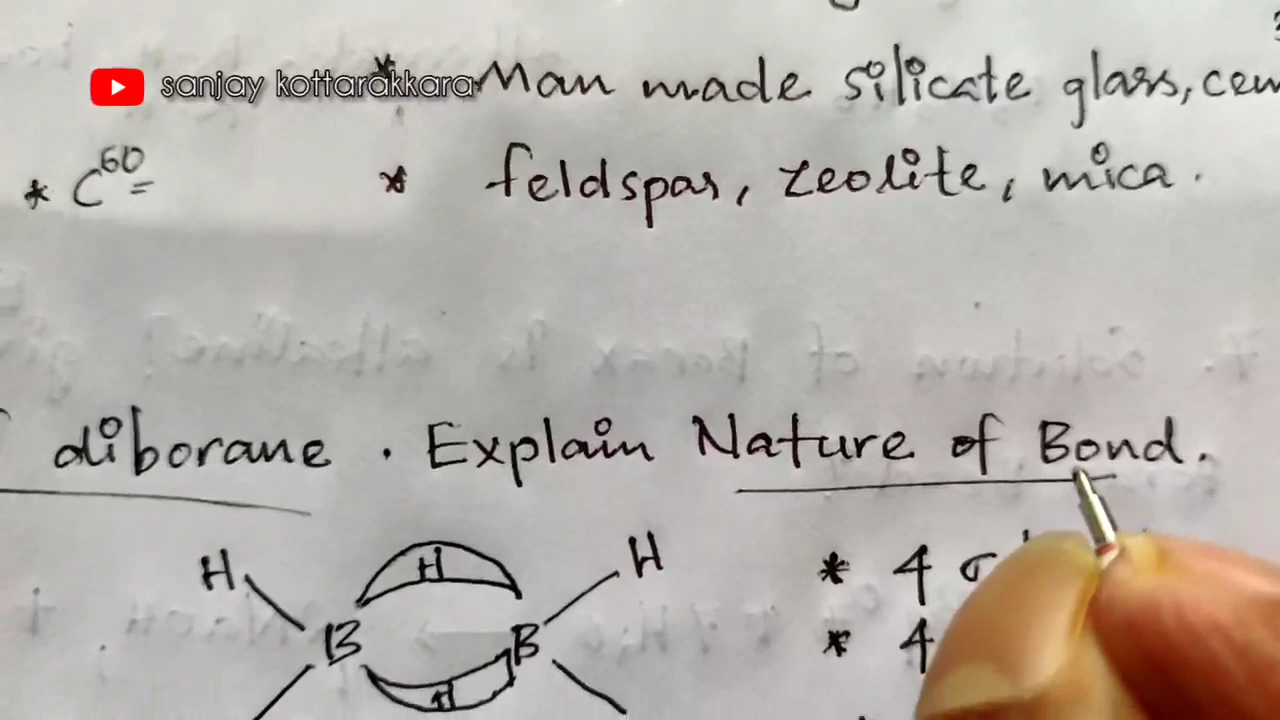 sanjay kottarakkara
* Man made silicate glass, cem
* C60
* feldspar, zeolite, mica.
diborane. Explain Nature of Bond.
H H H
* 4 σ
B B
* 4
H